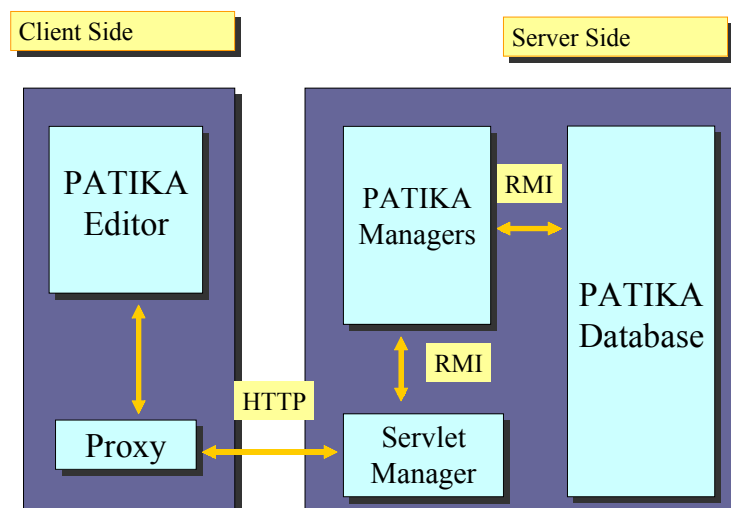 Client Side
Server Side
PATIKA
Editor
PATIKA
Managers
RMI
PATIKA
Database
RMI
HTTP
Proxy
Servlet
Manager